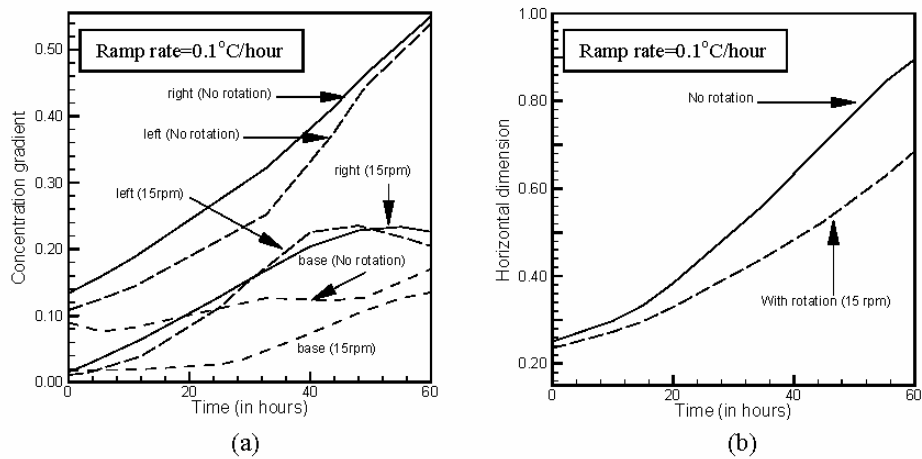 Ramp rate=0.1°C/hour
right (No rotation)
left (No rotation)
right (15rpm)
left (15rpm)
base (No rotation)
base (15rpm)
Concentration gradient
0.50
0.40
0.30
0.20
0.10
0.00
0
20
40
60
Time (in hours)
(a)
Ramp rate=0.1°C/hour
No rotation
With rotation (15 rpm)
Horizontal dimension
1.00
0.80
0.60
0.40
0.20
0
20
40
60
Time (in hours)
(b)